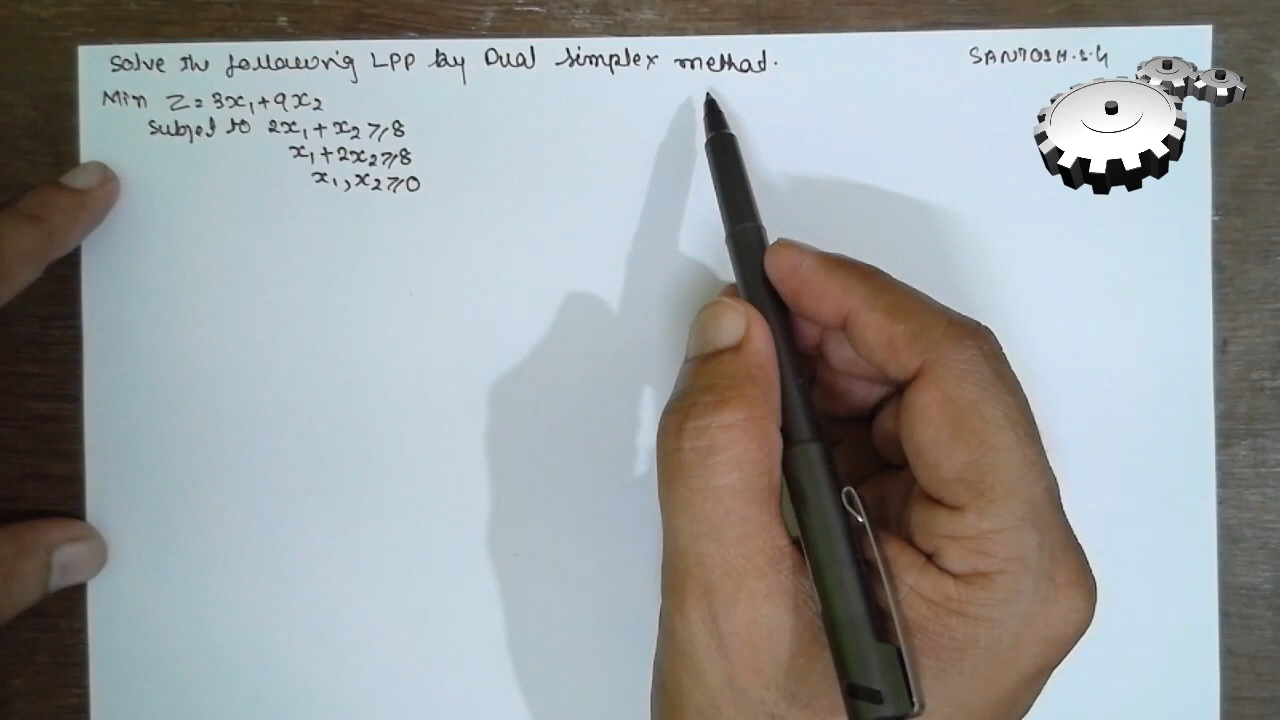 Solve the following LPP by Dual Simplex method.
SANTOSH.S.G
Min Z = 3x₁ + 9x₂
Subject to 2x₁ + x₂ ≥ 8
x₁ + 2x₂ ≥ 8
x₁, x₂ ≥ 0